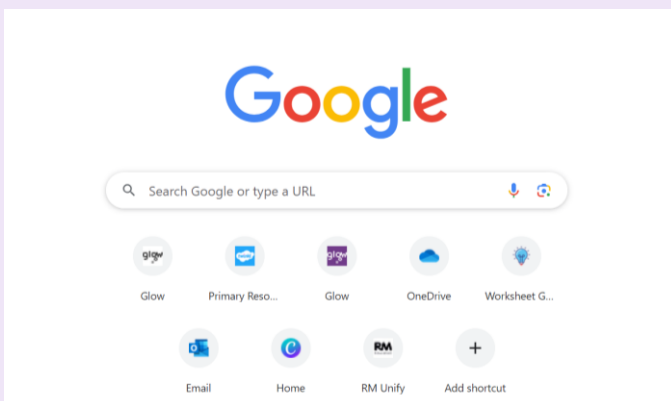 Google
Search Google or type a URL
glow
glow
Glow
Primary Reso...
Glow
OneDrive
Worksheet G...
RM
Email
Home
RM Unify
Add shortcut